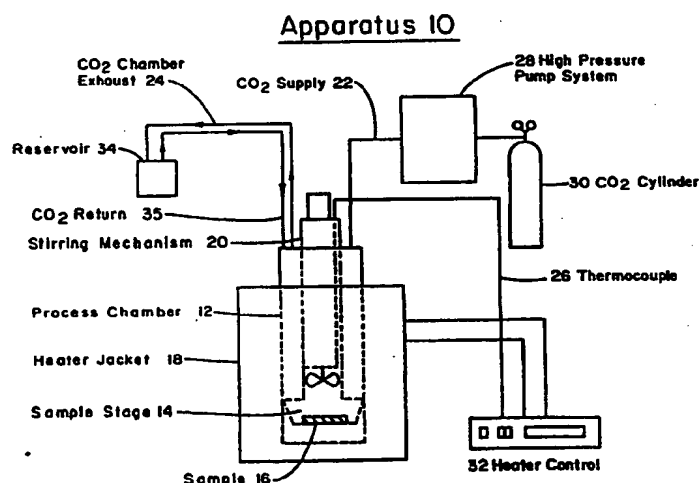 Apparatus 10
CO2 Chamber
Exhaust 24
CO2 Supply 22
28 High Pressure
Pump System
Reservoir 34
30 CO2 Cylinder
CO2 Return 35
Stirring Mechanism 20
26 Thermocouple
Process Chamber 12
Heater Jacket 18
Sample Stage 14
Sample 16
32 Heater Control